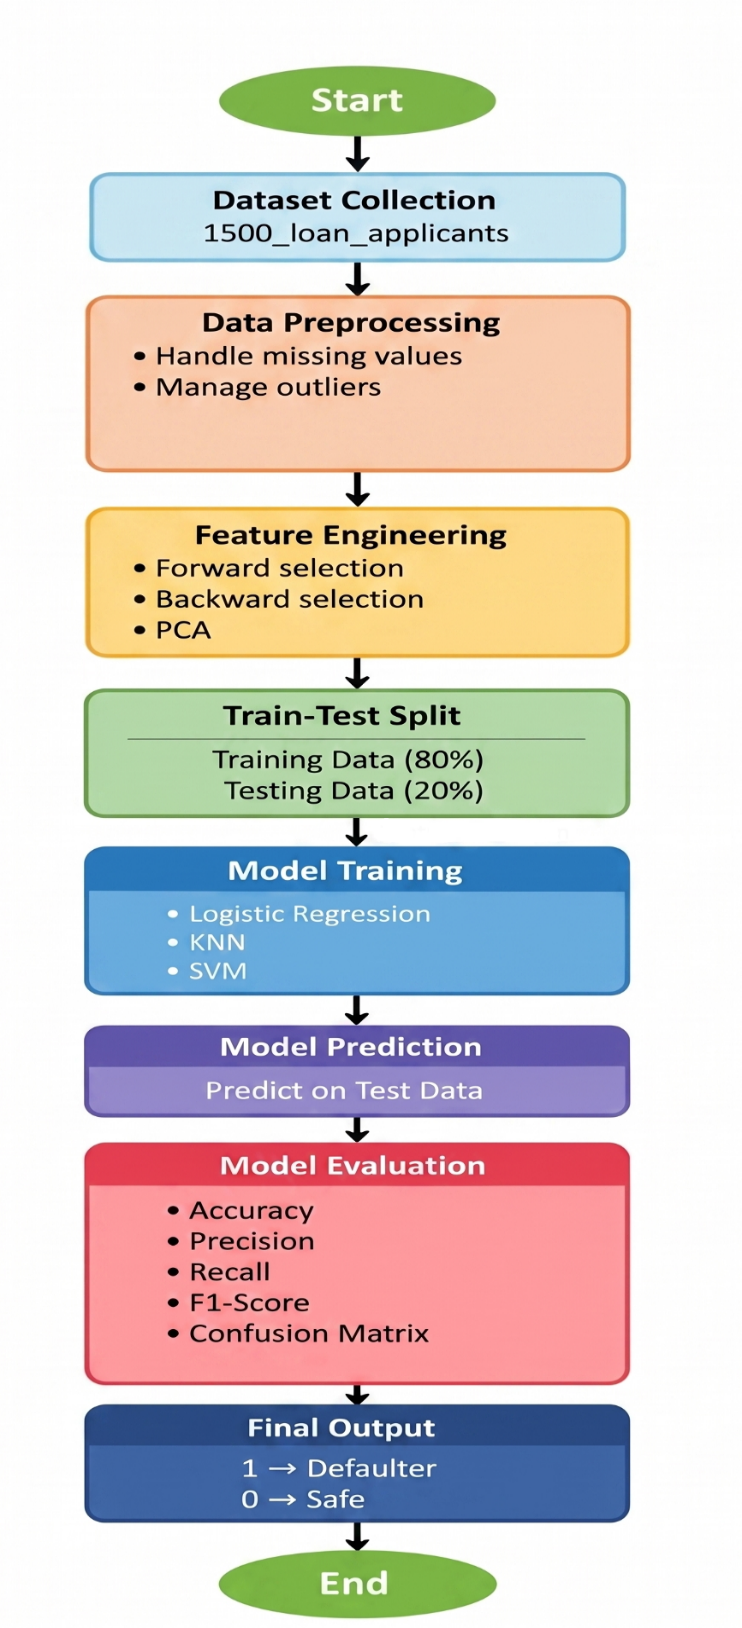 Start
Dataset Collection
1500_loan_applicants
Data Preprocessing
• Handle missing values
• Manage outliers
Feature Engineering
• Forward selection
• Backward selection
• PCA
Train-Test Split
Training Data (80%)
Testing Data (20%)
Model Training
• Logistic Regression
• KNN
• SVM
Model Prediction
Predict on Test Data
Model Evaluation
• Accuracy
• Precision
• Recall
• F1-Score
• Confusion Matrix
Final Output
1 → Defaulter
0 → Safe
End